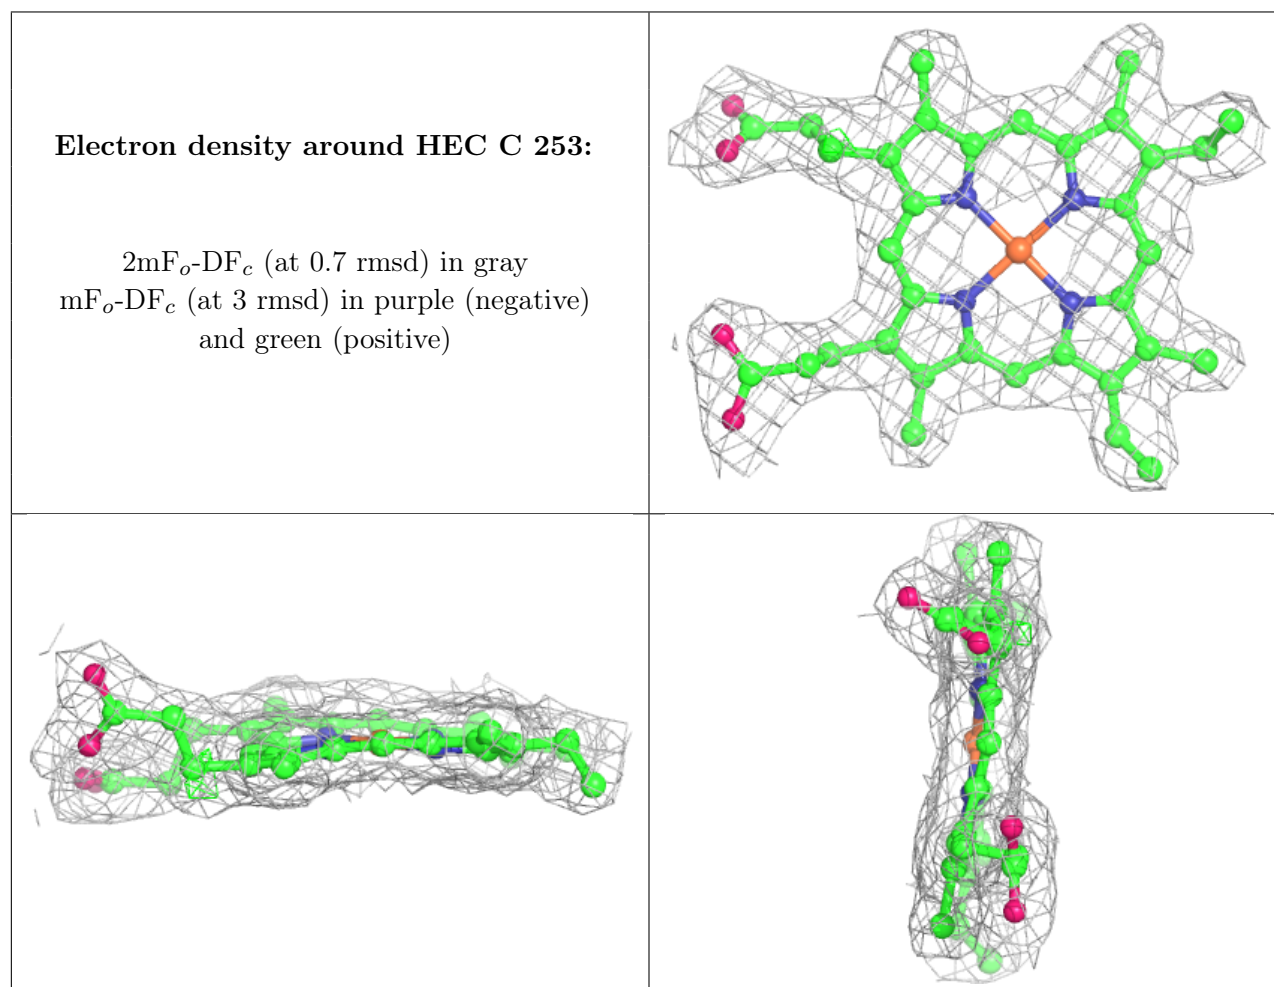 Electron density around HEC C 253:
2mFₒ-DF𝒸 (at 0.7 rmsd) in gray
mFₒ-DF𝒸 (at 3 rmsd) in purple (negative)
and green (positive)